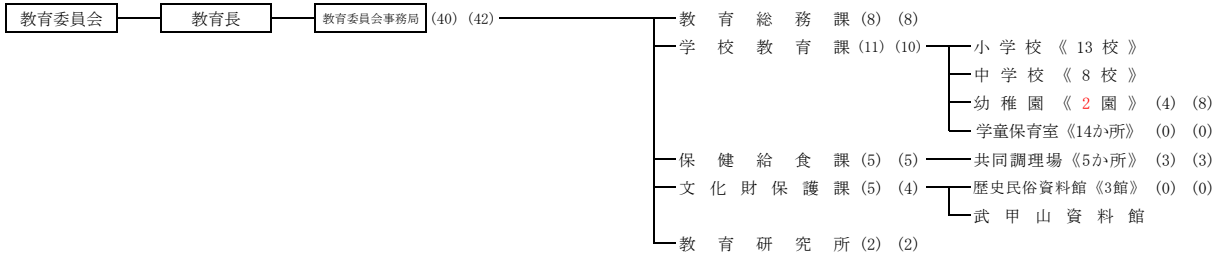 教育委員会 教育長 教育委員会事務局 (40) (42) 教育総務課 (8) (8)
学校教育課 (11) (10) 小学校《13校》
中学校《8校》
幼稚園《2園》 (4) (8)
学童保育室《14か所》 (0) (0)
保健給食課 (5) (5) 共同調理場《5か所》 (3) (3)
文化財保護課 (5) (4) 歴史民俗資料館《3館》 (0) (0)
武甲山資料館
教育研究所 (2) (2)